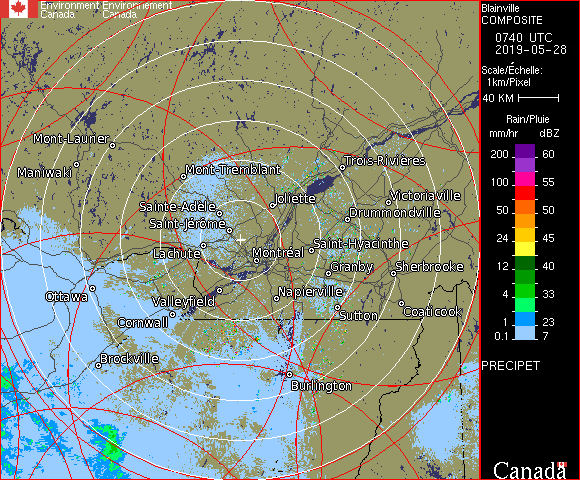 Environment Environnement
Canada Canada
Blainville
COMPOSITE
0740 UTC
2019-05-28
Scale/Échelle:
1km/Pixel
40 KM
Rain/Pluie
mm/hr dBZ
200 60
100 55
50 50
24 45
12 40
4 33
1 23
0.1 7
PRECIPET
Canada
Mont-Laurier
Maniwaki
Mont-Tremblant
Trois-Rivières
Sainte-Adèle
Joliette
Victoriaville
Drummondville
Saint-Jérôme
Saint-Hyacinthe
Lachute
Montréal
Granby
Sherbrooke
Ottawa
Valleyfield
Napierville
Sutton
Coaticook
Cornwall
Brockville
Burlington